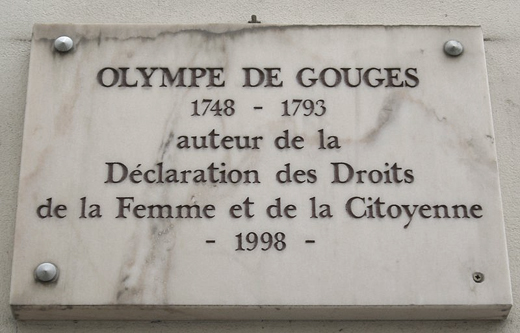 OLYMPE DE GOUGES
1748 - 1793
auteur de la
Déclaration des Droits
de la Femme et de la Citoyenne
- 1998 -